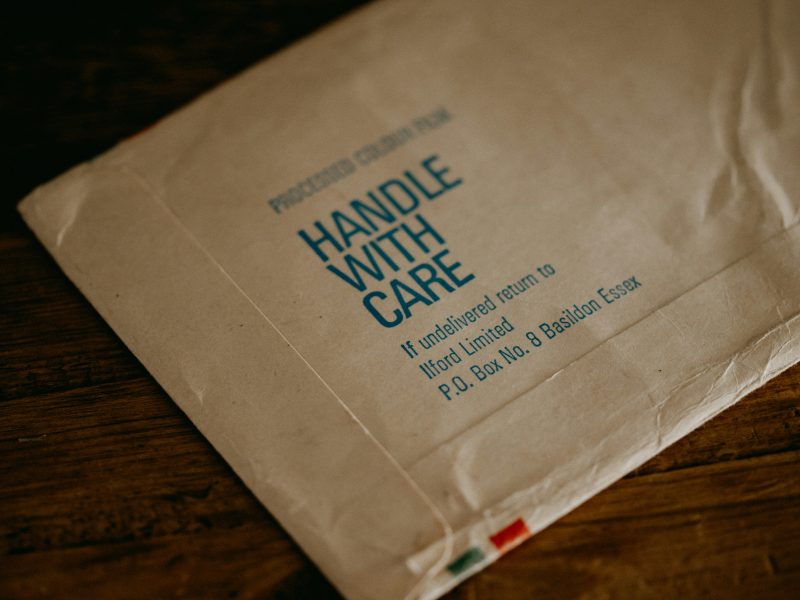 PROCESSED COLOUR FILM
HANDLE
WITH
CARE
If undelivered return to
Ilford Limited
P.O. Box No. 8 Basildon Essex